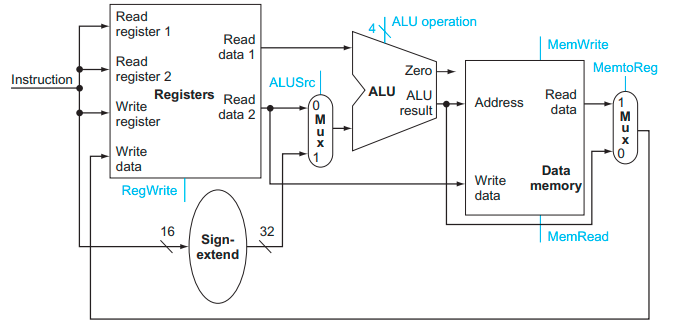 Instruction
Read
register 1
Read
register 2
Write
register
Write
data
Registers
Read
data 1
Read
data 2
RegWrite
16
Sign-
extend
32
ALUSrc
0
M
u
x
1
4
ALU operation
Zero
ALU
ALU
result
MemWrite
Address
Read
data
Write
data
Data
memory
MemRead
MemtoReg
1
M
u
x
0